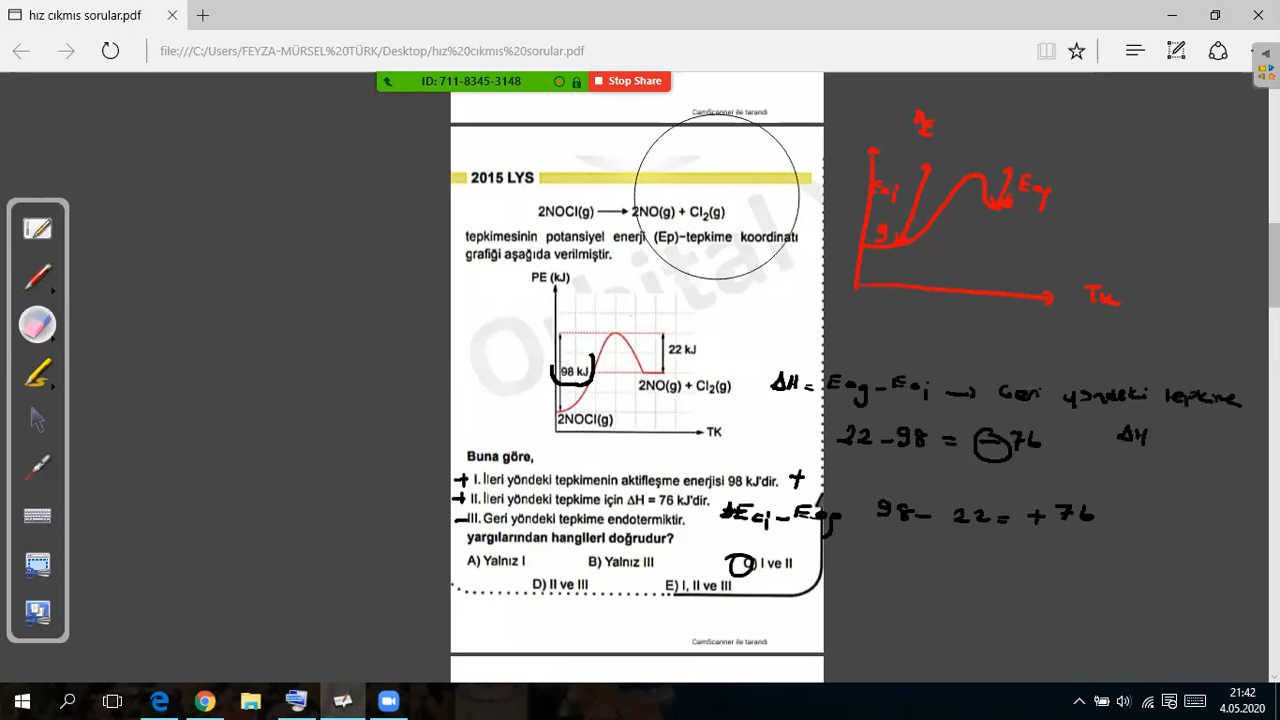 hız cıkmıs sorular.pdf
file:///C:/Users/FEYZA-MÜRSEL%20TÜRK/Desktop/hız%20cıkmıs%20sorular.pdf
ID: 711-8345-3148
Stop Share
CamScanner ile tarandı
2015 LYS
2NOCl(g) → 2NO(g) + Cl₂(g)
tepkimesinin potansiyel enerji (Ep)–tepkime koordinatı
grafiği aşağıda verilmiştir.
PE (kJ)
98 kJ
22 kJ
2NO(g) + Cl₂(g)
2NOCl(g)
TK
Buna göre,
+ I. İleri yöndeki tepkimenin aktifleşme enerjisi 98 kJ'dir. +
+ II. İleri yöndeki tepkime için ΔH = 76 kJ'dir.
– III. Geri yöndeki tepkime endotermiktir.
yargılarından hangileri doğrudur?
A) Yalnız I
B) Yalnız III
C) I ve II
D) II ve III
E) I, II ve III
CamScanner ile tarandı
Eai
Eag
TK
ΔH = Eag – Eai → Geri yöndeki tepkime
22 – 98 = – 76 ΔH
Eai – Eag 98 – 22 = + 76
21:42
4.05.2020